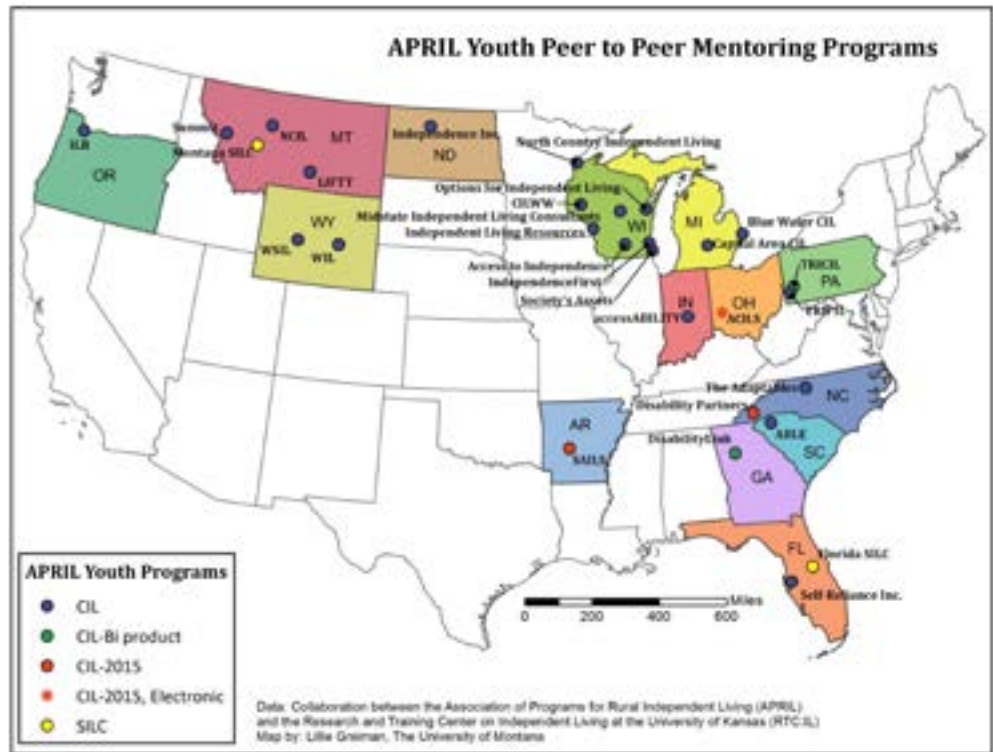 APRIL Youth Peer to Peer Mentoring Programs
ILR
OR
Summit
NCIL
MT
Montana SILC
LIFTT
Independence Inc.
ND
WY
WSIL
WIL
North Country Independent Living
Options for Independent Living
CILWW
Midstate Independent Living Consultants
Independent Living Resources
WI
Access to Independence
IndependenceFirst
Society's Assets
MI
Blue Water CIL
Capital Area CIL
TRICIL
PA
IN
accessABILITY
OH
ACILS
The Adaptables
NC
Disability Partners
ABLE
SC
DisabilityLink
GA
AR
SAILS
FL
Florida SILC
Self-Reliance Inc.
Miles
0 200 400 600
APRIL Youth Programs
CIL
CIL-Bi product
CIL-2015
CIL-2015, Electronic
SILC
Data: Collaboration between the Association of Programs for Rural Independent Living (APRIL)
and the Research and Training Center on Independent Living at the University of Kansas (RTC:IL)
Map by: Lillie Greiman, The University of Montana